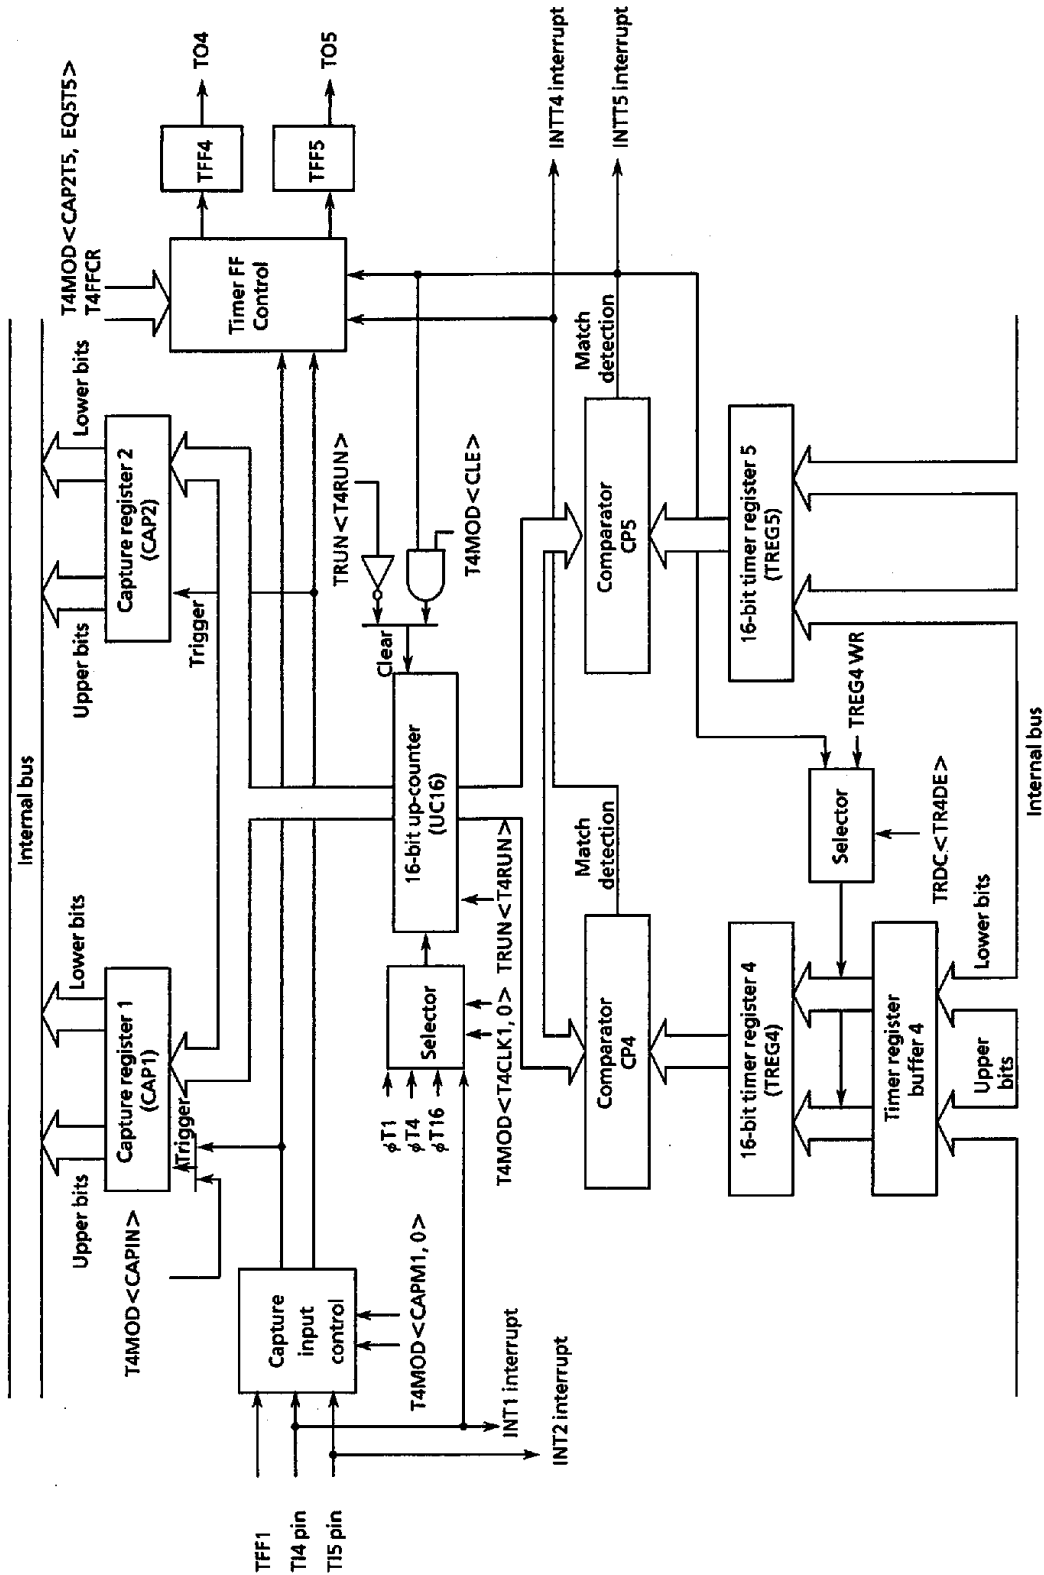 Internal bus
Upper bits
Lower bits
Upper bits
Lower bits
T4MOD<CAP2T5, EQ5T5>
T4FFCR
T4MOD<CAPIN>
Capture register 1
(CAP1)
Capture register 2
(CAP2)
Trigger
Trigger
Timer FF
Control
TFF4
TO4
TFF5
TO5
TFF1
TI4 pin
TI5 pin
Capture
input
control
T4MOD<CAPM1, 0>
INT1 interrupt
INT2 interrupt
ϕT1
ϕT4
ϕT16
Selector
T4MOD<T4CLK1, 0>
TRUN<T4RUN>
16-bit up-counter
(UC16)
Clear
TRUN<T4RUN>
T4MOD<CLE>
INTT4 interrupt
INTT5 interrupt
Match
detection
Match
detection
Comparator
CP4
Comparator
CP5
16-bit timer register 4
(TREG4)
16-bit timer register 5
(TREG5)
Selector
TREG4 WR
TRDC<TR4DE>
Timer register
buffer 4
Upper
bits
Lower bits
Internal bus